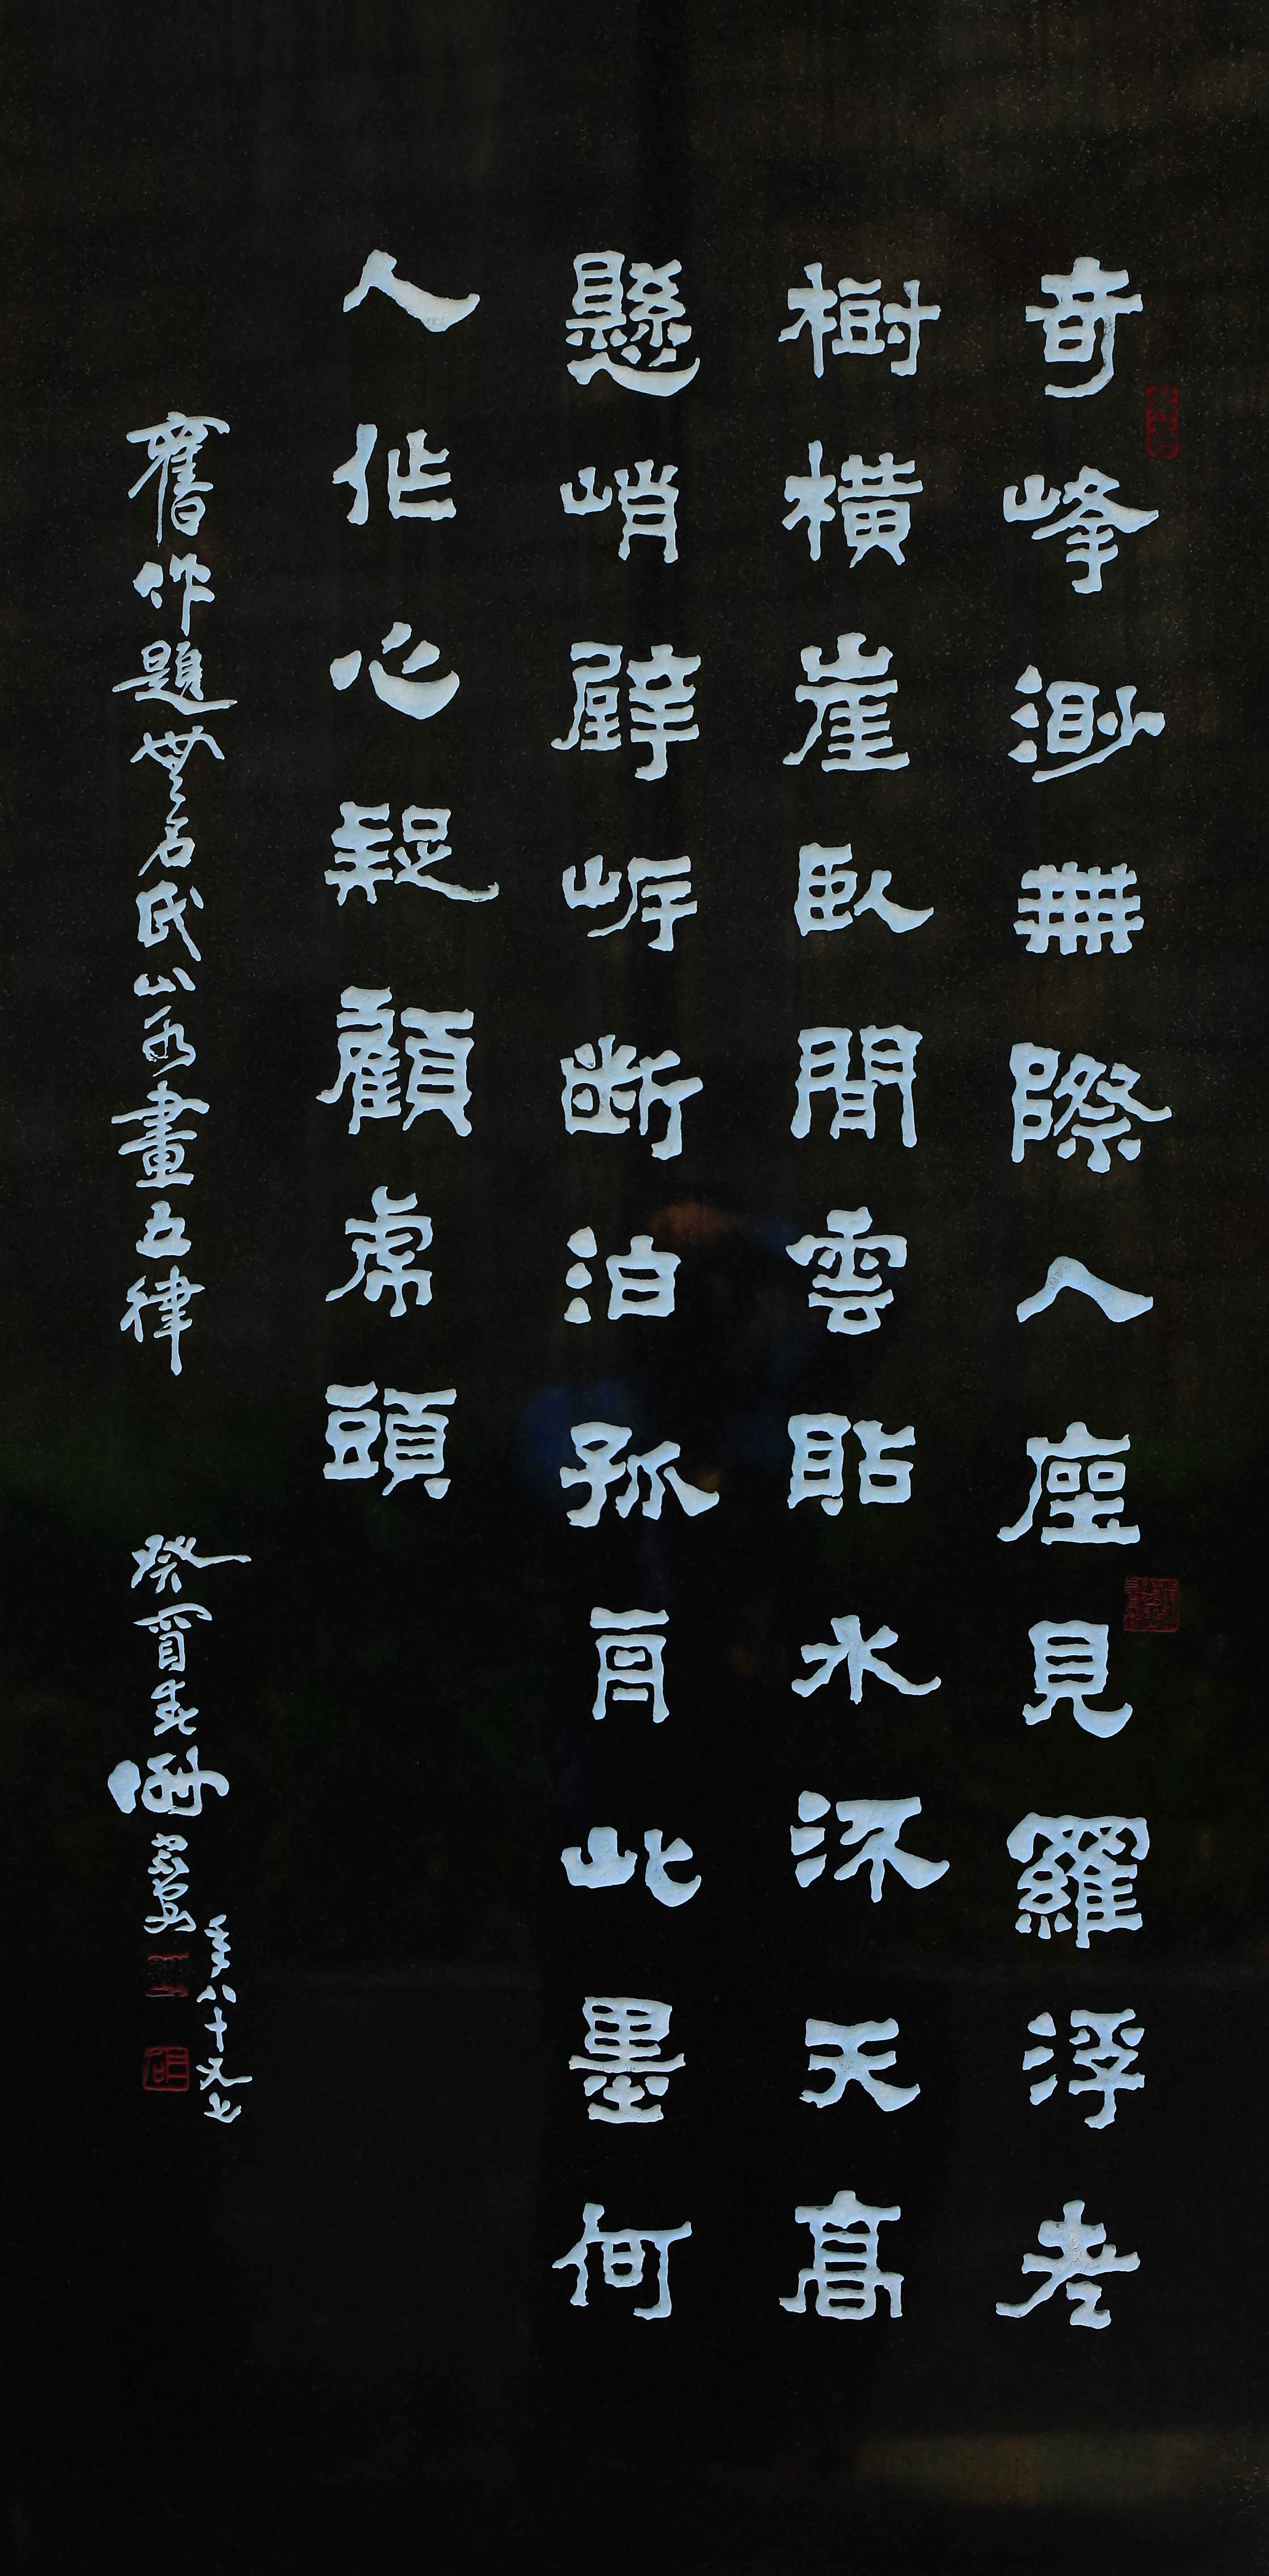 奇峰渺無際入座見羅浮老
樹橫崖臥閒雲貼水流天高
懸峭壁岸斷泊孤舟此墨何
人作心疑顧虎頭
舊作題無名氏山水畫五律 癸酉春
年八十又七